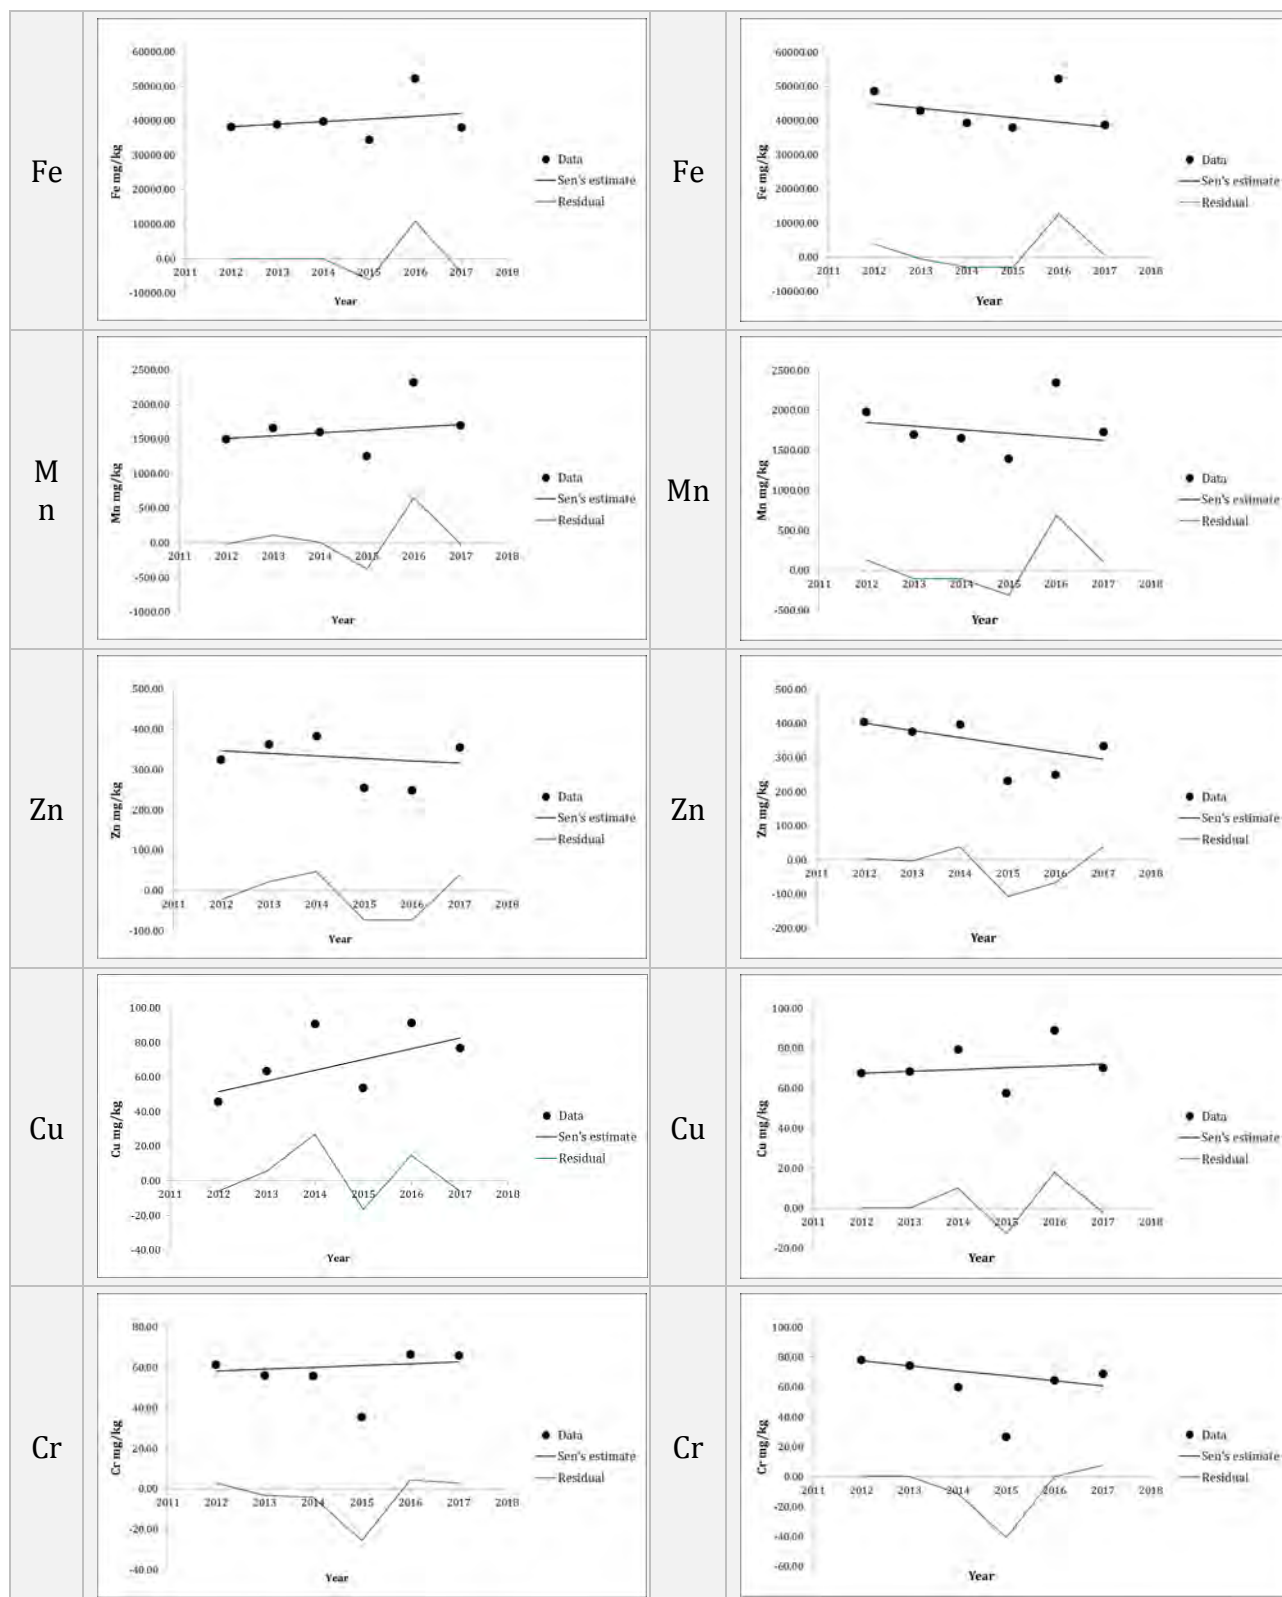 Fe
60000.00
50000.00
40000.00
30000.00
20000.00
10000.00
0.00
-10000.00
Fe mg/kg
2011 2012 2013 2014 2015 2016 2017 2018
Year
Data
Sen's estimate
Residual
Fe
60000.00
50000.00
40000.00
30000.00
20000.00
10000.00
0.00
-10000.00
Fe mg/kg
2011 2012 2013 2014 2015 2016 2017 2018
Year
Data
Sen's estimate
Residual
M
n
2500.00
2000.00
1500.00
1000.00
500.00
0.00
-500.00
-1000.00
Mn mg/kg
2011 2012 2013 2014 2015 2016 2017 2018
Year
Data
Sen's estimate
Residual
Mn
2500.00
2000.00
1500.00
1000.00
500.00
0.00
-500.00
Mn mg/kg
2011 2012 2013 2014 2015 2016 2017 2018
Year
Data
Sen's estimate
Residual
Zn
500.00
400.00
300.00
200.00
100.00
0.00
-100.00
Zn mg/kg
2011 2012 2013 2014 2015 2016 2017 2018
Year
Data
Sen's estimate
Residual
Zn
500.00
400.00
300.00
200.00
100.00
0.00
-100.00
-200.00
Zn mg/kg
2011 2012 2013 2014 2015 2016 2017 2018
Year
Data
Sen's estimate
Residual
Cu
100.00
80.00
60.00
40.00
20.00
0.00
-20.00
-40.00
Cu mg/kg
2011 2012 2013 2014 2015 2016 2017 2018
Year
Data
Sen's estimate
Residual
Cu
100.00
80.00
60.00
40.00
20.00
0.00
-20.00
Cu mg/kg
2011 2012 2013 2014 2015 2016 2017 2018
Year
Data
Sen's estimate
Residual
Cr
80.00
60.00
40.00
20.00
0.00
-20.00
-40.00
Cr mg/kg
2011 2012 2013 2014 2015 2016 2017 2018
Year
Data
Sen's estimate
Residual
Cr
100.00
80.00
60.00
40.00
20.00
0.00
-20.00
-40.00
-60.00
Cr mg/kg
2011 2012 2013 2014 2015 2016 2017 2018
Year
Data
Sen's estimate
Residual